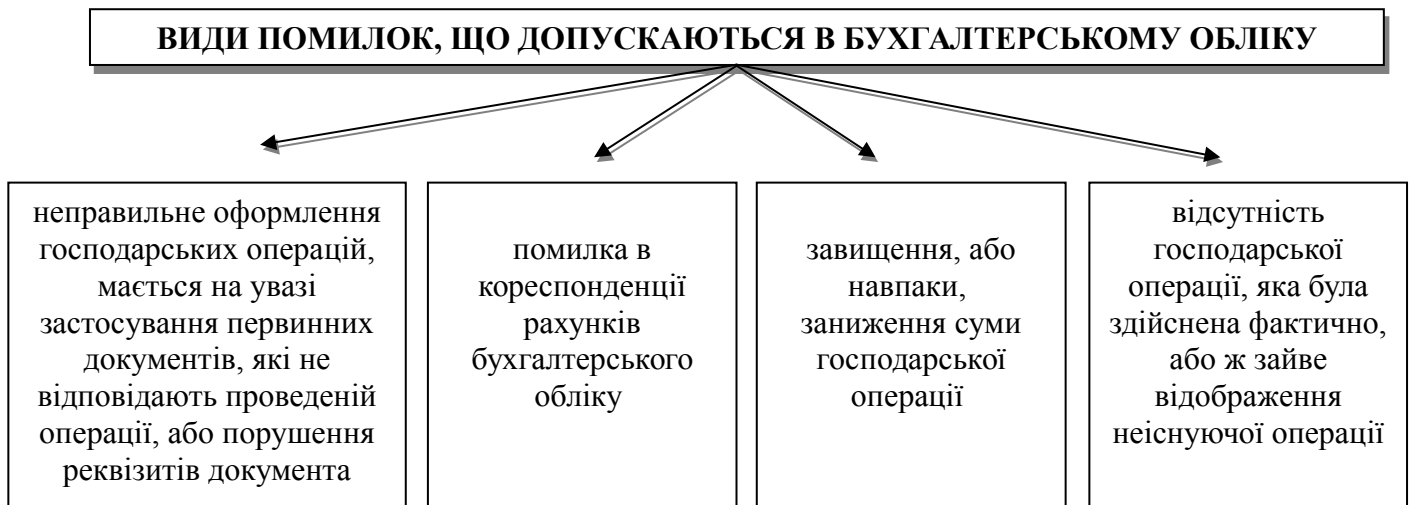 ВИДИ ПОМИЛОК, ЩО ДОПУСКАЮТЬСЯ В БУХГАЛТЕРСЬКОМУ ОБЛІКУ
неправильне оформлення
господарських операцій,
мається на увазі
застосування первинних
документів, які не
відповідають проведеній
операції, або порушення
реквізитів документа
помилка в
кореспонденції
рахунків
бухгалтерського
обліку
завищення, або
навпаки,
заниження суми
господарської
операції
відсутність
господарської
операції, яка була
здійснена фактично,
або ж зайве
відображення
неіснуючої операції